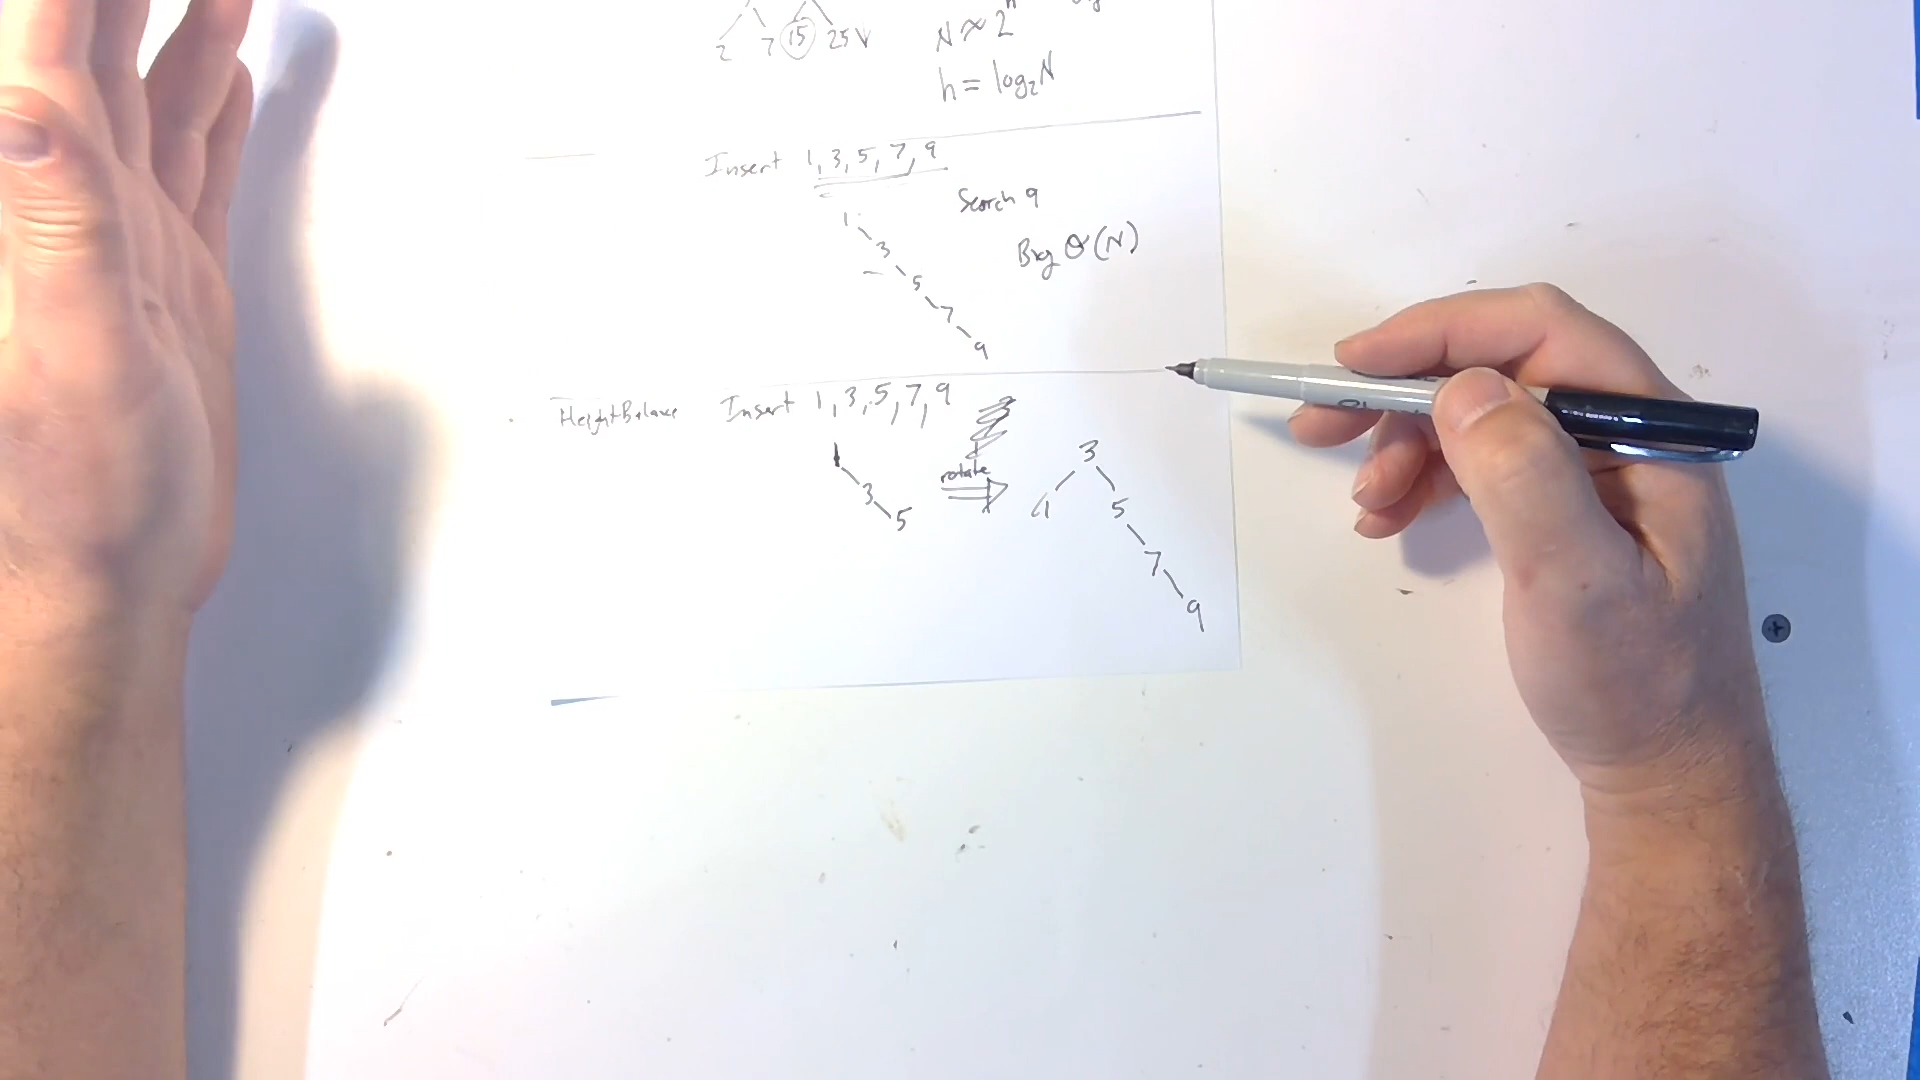 2 7 15 25
N ≈ 2^h
h = log₂N
Insert 1, 3, 5, 7, 9
Search 9
Big O(N)
1
3
5
7
9
HeightBalance Insert 1, 3, 5, 7, 9
1
3
5
rotate
3
1 5
7
9